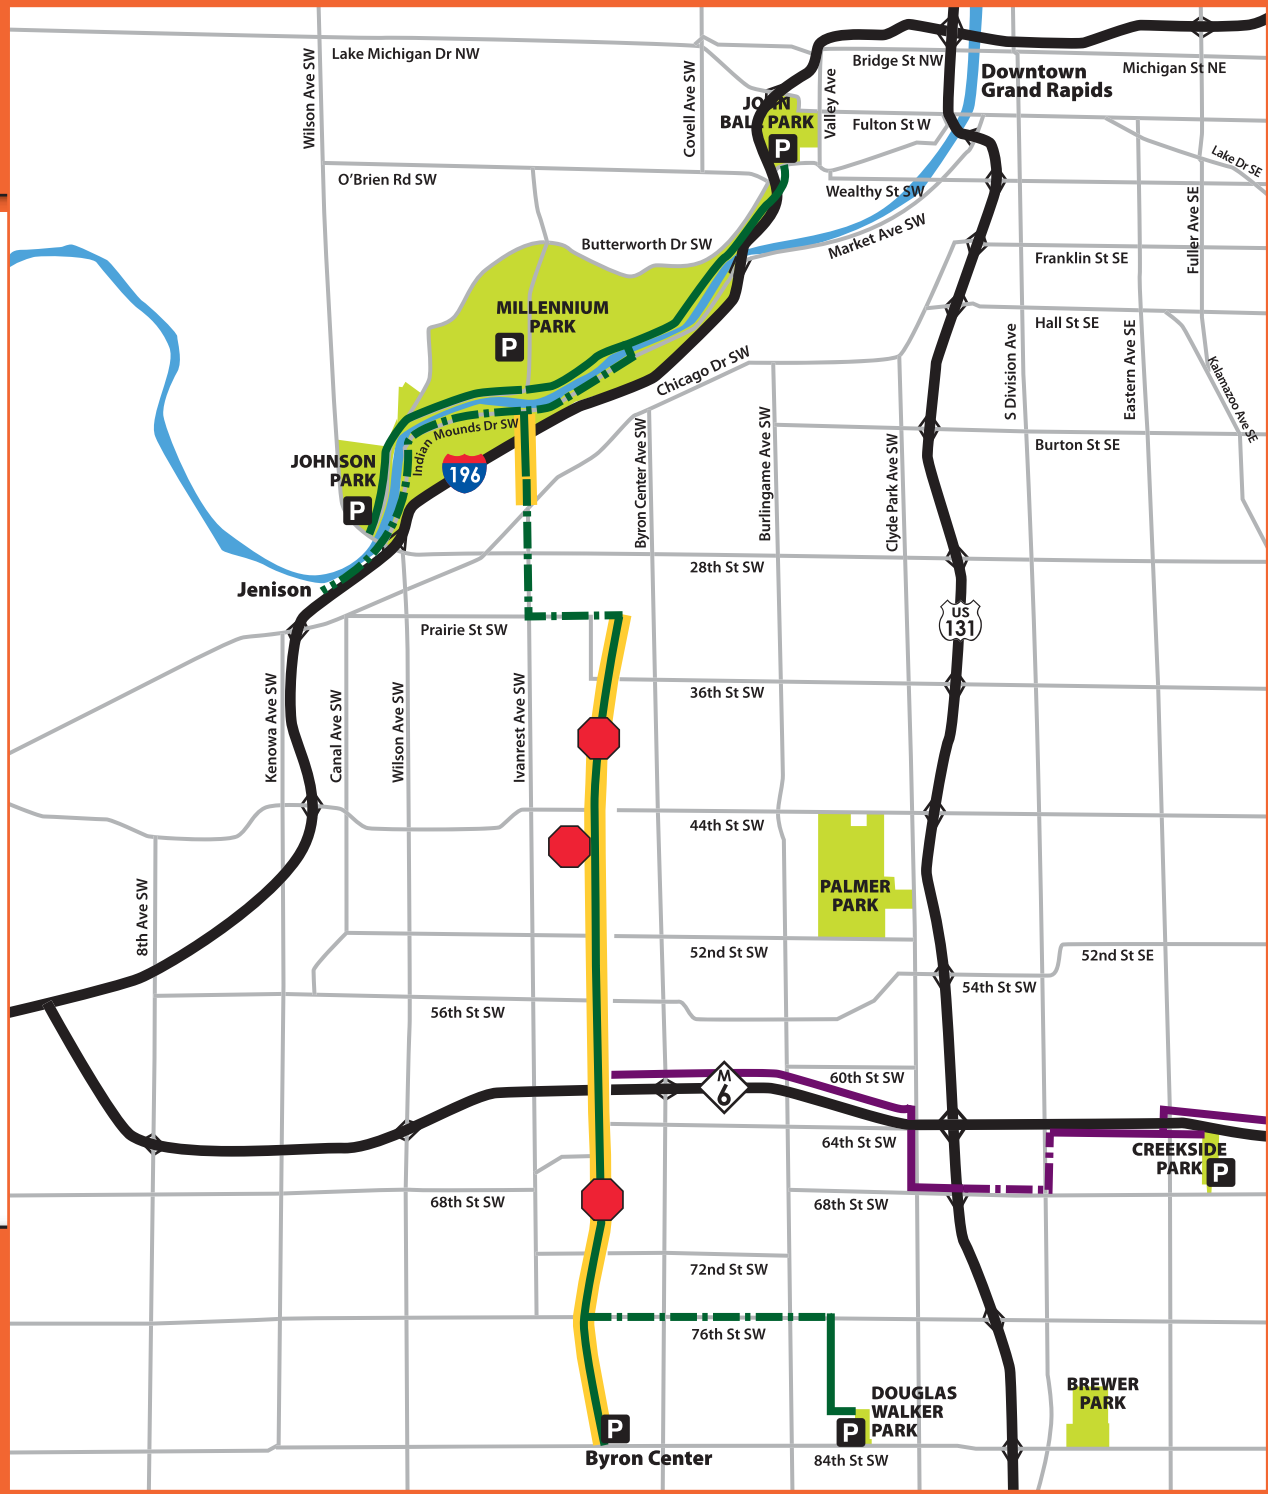 Lake Michigan Dr NW
Wilson Ave SW
Covell Ave SW
Valley Ave
Bridge St NW
Michigan St NE
Downtown
Grand Rapids
JOHN
BALL PARK
P
Fulton St W
Lake Dr SE
O'Brien Rd SW
Wealthy St SW
Market Ave SW
Fuller Ave SE
Butterworth Dr SW
Franklin St SE
MILLENNIUM
PARK
P
Hall St SE
S Division Ave
Eastern Ave SE
Kalamazoo Ave SE
Chicago Dr SW
Burton St SE
Indian Mounds Dr SW
JOHNSON
PARK
P
196
Byron Center Ave SW
Burlingame Ave SW
Clyde Park Ave SW
28th St SW
Jenison
US
131
Prairie St SW
Kenowa Ave SW
Canal Ave SW
Wilson Ave SW
Ivanrest Ave SW
36th St SW
44th St SW
8th Ave SW
PALMER
PARK
52nd St SW
52nd St SE
54th St SW
56th St SW
M
6
60th St SW
64th St SW
CREEKSIDE
PARK
P
68th St SW
68th St SW
72nd St SW
76th St SW
DOUGLAS
WALKER
PARK
P
BREWER
PARK
P
Byron Center
84th St SW